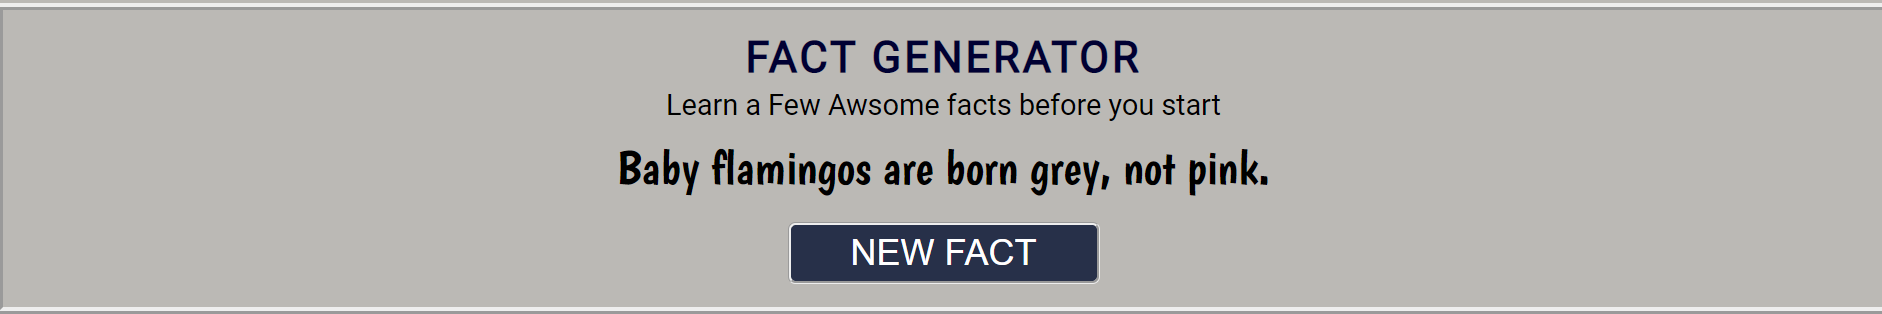 FACT GENERATOR
Learn a Few Awsome facts before you start
Baby flamingos are born grey, not pink.
NEW FACT